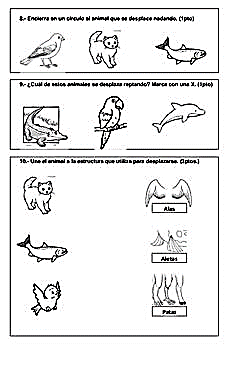 8.- Encierra en un círculo el animal que se desplace nadando. (1pto)
9.- ¿Cuál de estos animales se desplaza reptando? Marca con una X. (1pto)
10.- Une el animal a la estructura que utiliza para desplazarse. (3ptos.)
Alas
Aletas
Patas